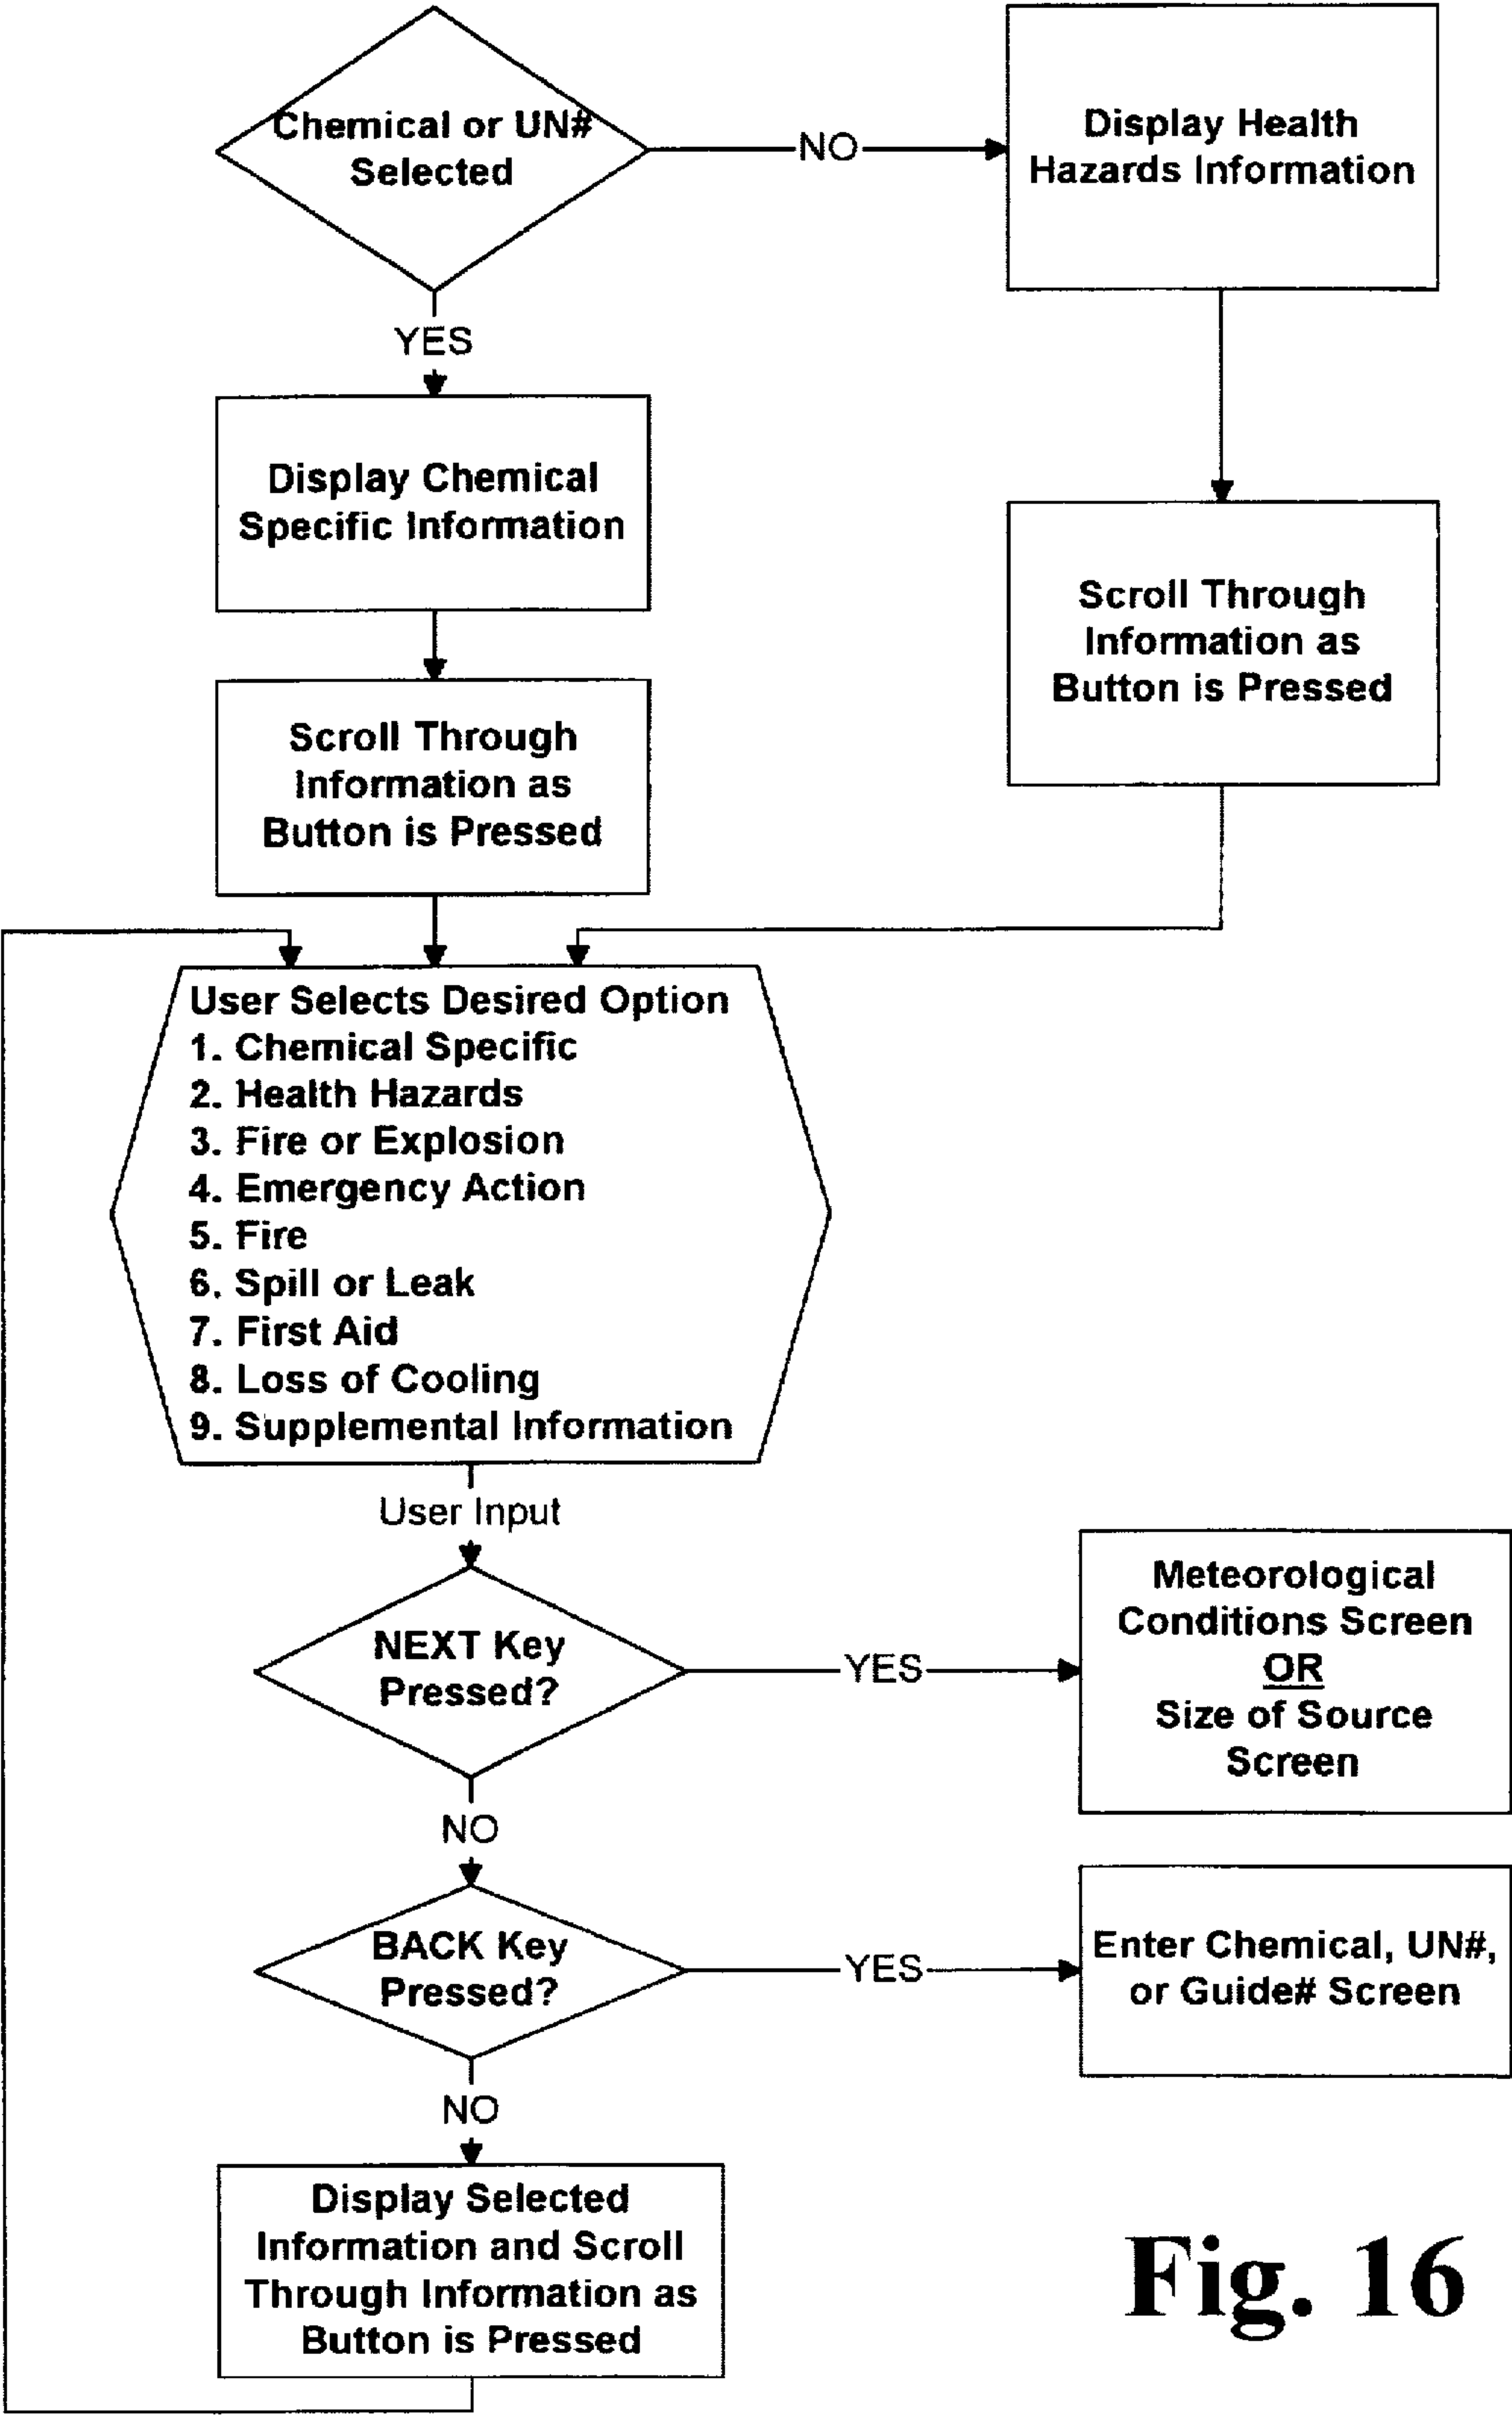 Chemical or UN#
Selected
NO
Display Health
Hazards Information
YES
Display Chemical
Specific Information
Scroll Through
Information as
Button is Pressed
Scroll Through
Information as
Button is Pressed
User Selects Desired Option
1. Chemical Specific
2. Health Hazards
3. Fire or Explosion
4. Emergency Action
5. Fire
6. Spill or Leak
7. First Aid
8. Loss of Cooling
9. Supplemental Information
User Input
NEXT Key
Pressed?
YES
Meteorological
Conditions Screen
OR
Size of Source
Screen
NO
BACK Key
Pressed?
YES
Enter Chemical, UN#,
or Guide# Screen
NO
Display Selected
Information and Scroll
Through Information as
Button is Pressed
Fig. 16